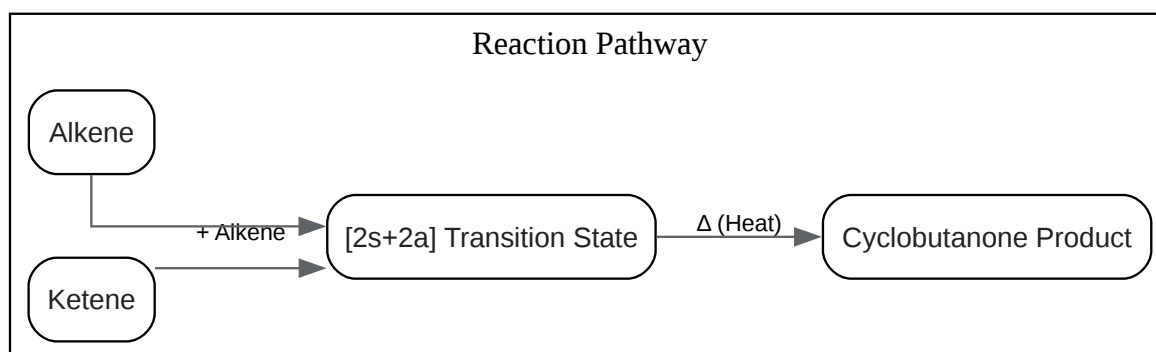 Reaction Pathway
Alkene
+ Alkene
[2s+2a] Transition State
Δ (Heat)
Cyclobutanone Product
Ketene